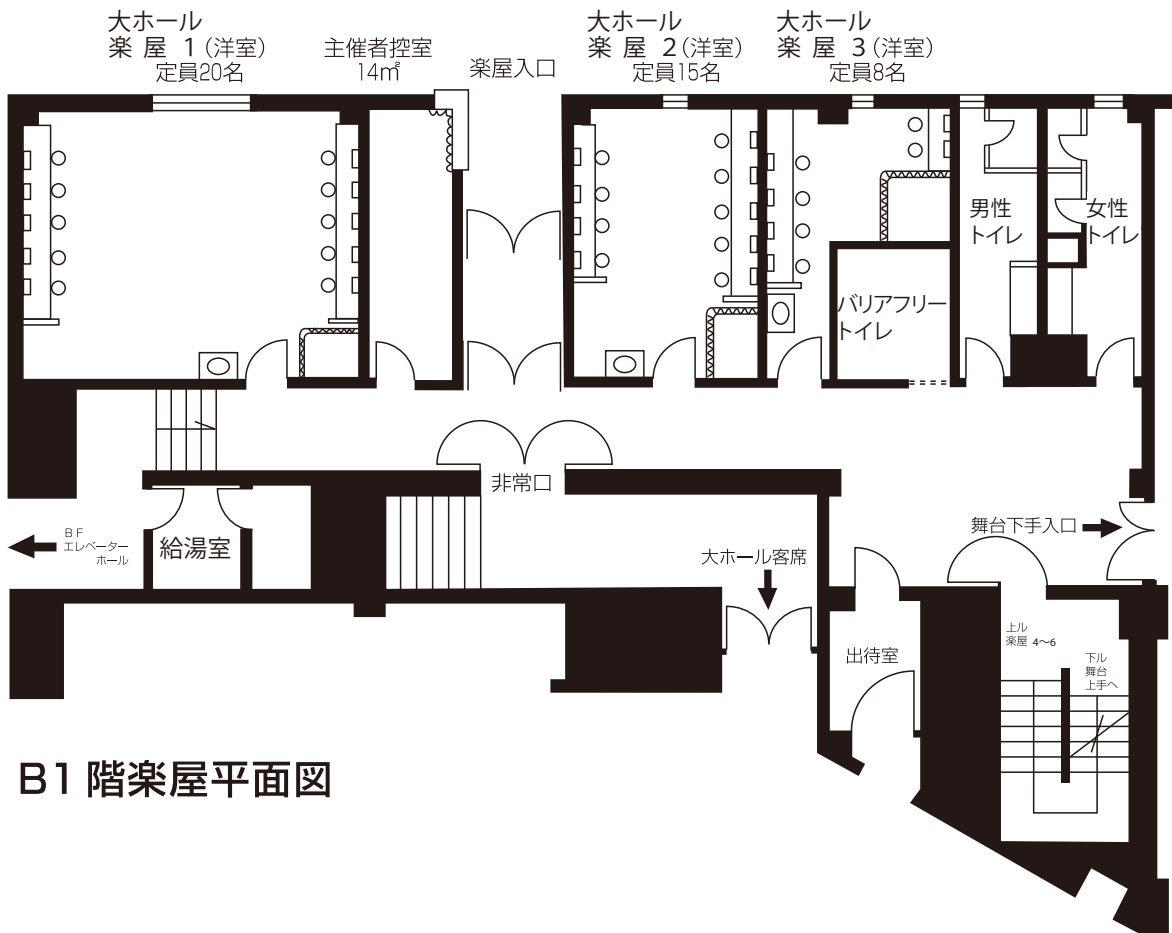 大ホール
楽屋 1(洋室)
定員20名
主催者控室
14㎡
楽屋入口
大ホール
楽屋 2(洋室)
定員15名
大ホール
楽屋 3(洋室)
定員8名
男性
トイレ
女性
トイレ
バリアフリー
トイレ
非常口
BF
エレベーター
ホール
給湯室
大ホール客席
舞台下手入口
出待室
上ル
楽屋 4~6
下ル
舞台
上手へ
B1階楽屋平面図